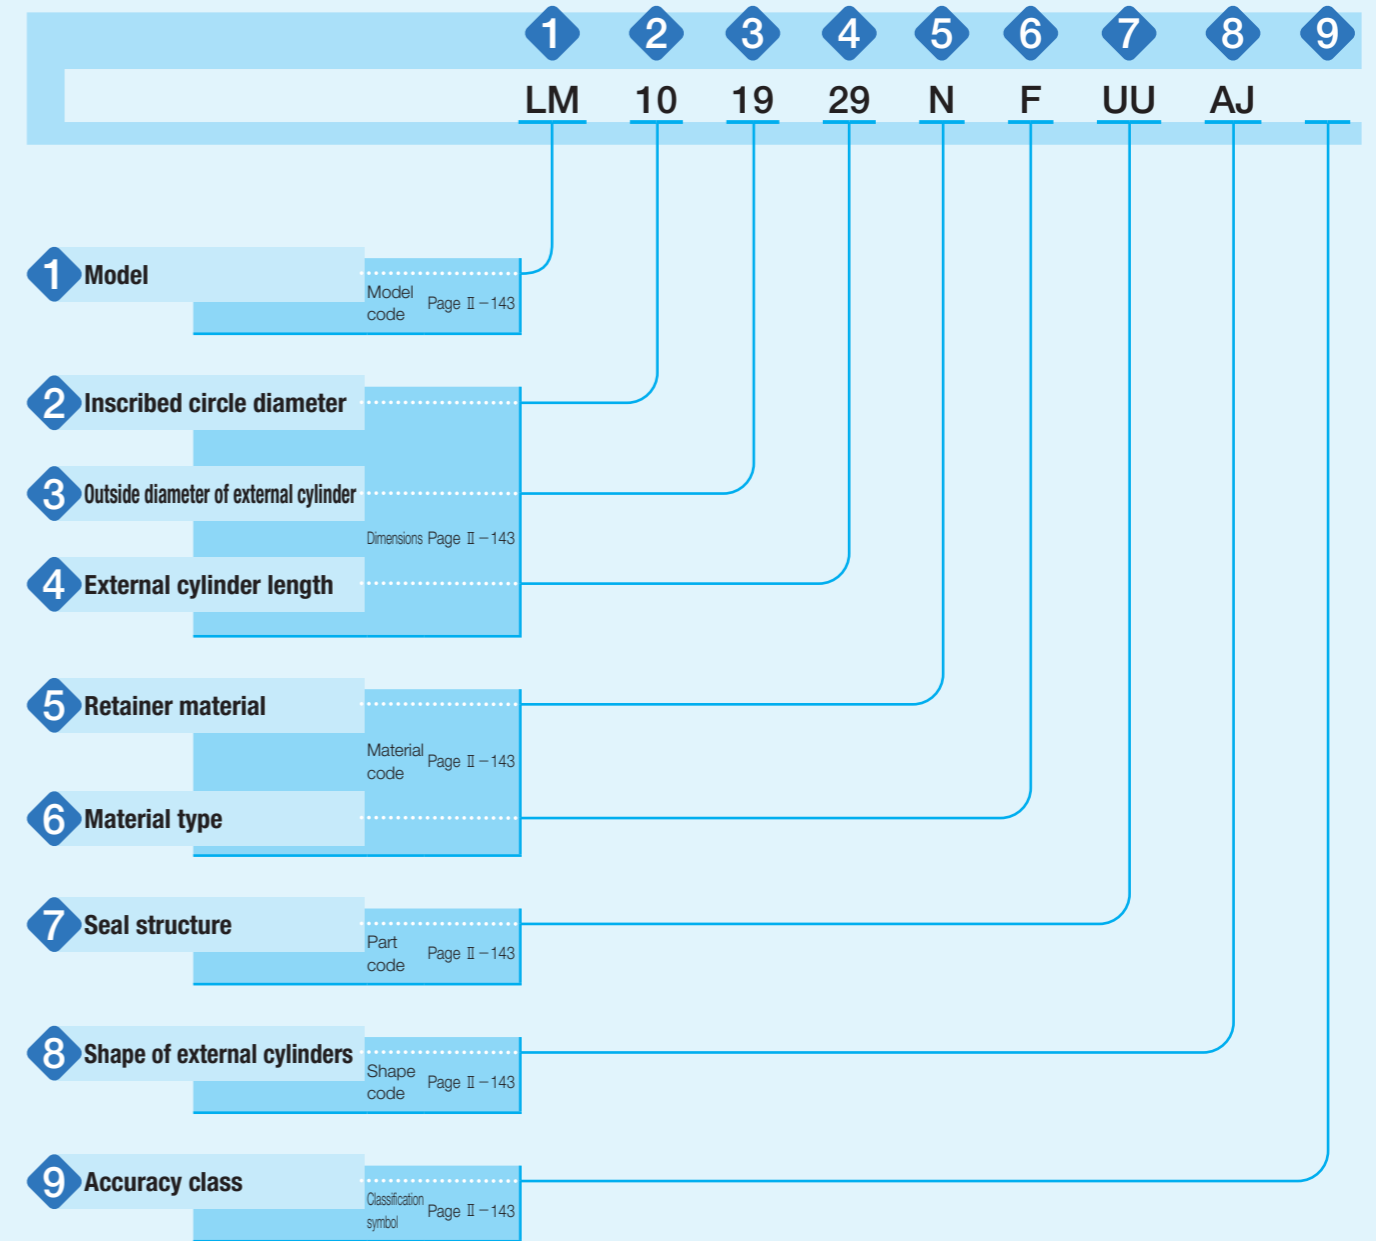 1 2 3 4 5 6 7 8 9
LM 10 19 29 N F UU AJ
1 Model
Model code Page Ⅱ－143
2 Inscribed circle diameter
3 Outside diameter of external cylinder
Dimensions Page Ⅱ－143
4 External cylinder length
5 Retainer material
Material code Page Ⅱ－143
6 Material type
7 Seal structure
Part code Page Ⅱ－143
8 Shape of external cylinders
Shape code Page Ⅱ－143
9 Accuracy class
Classification symbol Page Ⅱ－143